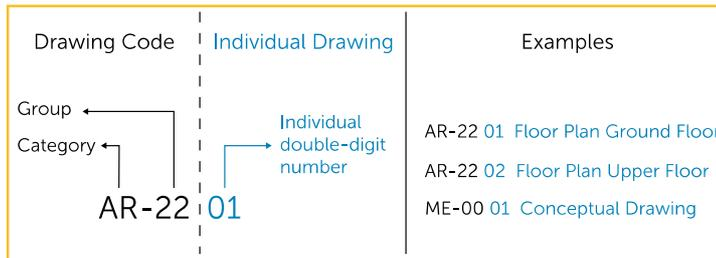 Drawing Code
Individual Drawing
Examples
Group
Category
Individual
double-digit
number
AR-22 01
AR-22 01 Floor Plan Ground Floor
AR-22 02 Floor Plan Upper Floor
ME-00 01 Conceptual Drawing